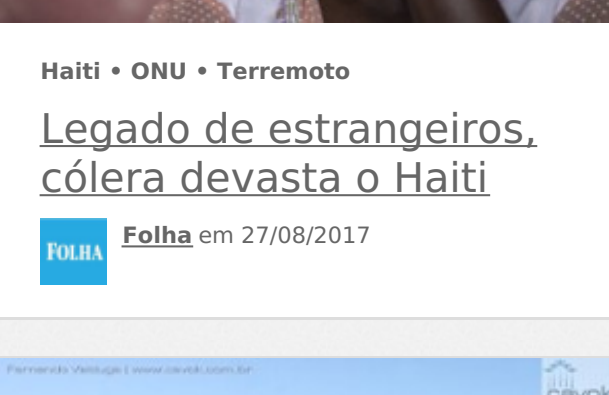 Haiti • ONU • Terremoto
Legado de estrangeiros,
cólera devasta o Haiti
FOLHA
Folha em 27/08/2017